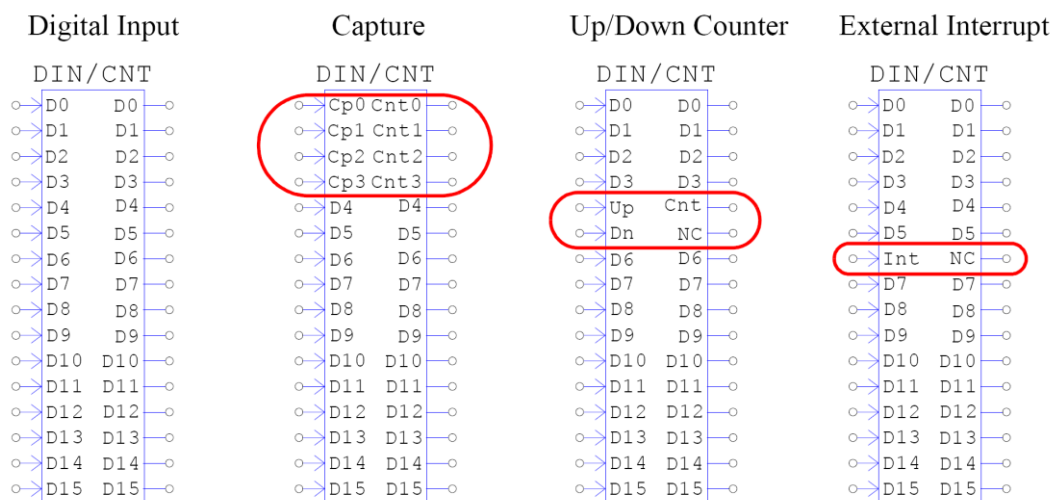 Digital Input Capture Up/Down Counter External Interrupt
DIN/CNT DIN/CNT DIN/CNT DIN/CNT
D0 D0 Cp0 Cnt0 D0 D0 D0 D0
D1 D1 Cp1 Cnt1 D1 D1 D1 D1
D2 D2 Cp2 Cnt2 D2 D2 D2 D2
D3 D3 Cp3 Cnt3 D3 D3 D3 D3
D4 D4 D4 D4 Up Cnt D4 D4
D5 D5 D5 D5 Dn NC D5 D5
D6 D6 D6 D6 D6 D6 Int NC
D7 D7 D7 D7 D7 D7 D7 D7
D8 D8 D8 D8 D8 D8 D8 D8
D9 D9 D9 D9 D9 D9 D9 D9
D10 D10 D10 D10 D10 D10 D10 D10
D11 D11 D11 D11 D11 D11 D11 D11
D12 D12 D12 D12 D12 D12 D12 D12
D13 D13 D13 D13 D13 D13 D13 D13
D14 D14 D14 D14 D14 D14 D14 D14
D15 D15 D15 D15 D15 D15 D15 D15